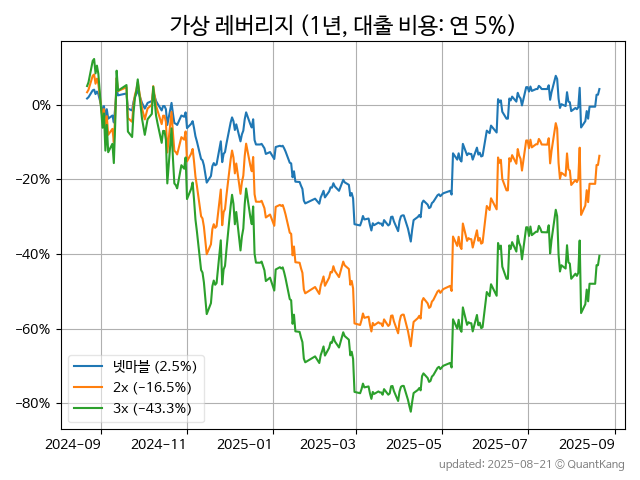 가상 레버리지 (1년, 대출 비용: 연 5%)
0%
−20%
−40%
−60%
−80%
넷마블 (2.5%)
2x (−16.5%)
3x (−43.3%)
2024-09 2024-11 2025-01 2025-03 2025-05 2025-07 2025-09
updated: 2025-08-21 © QuantKang